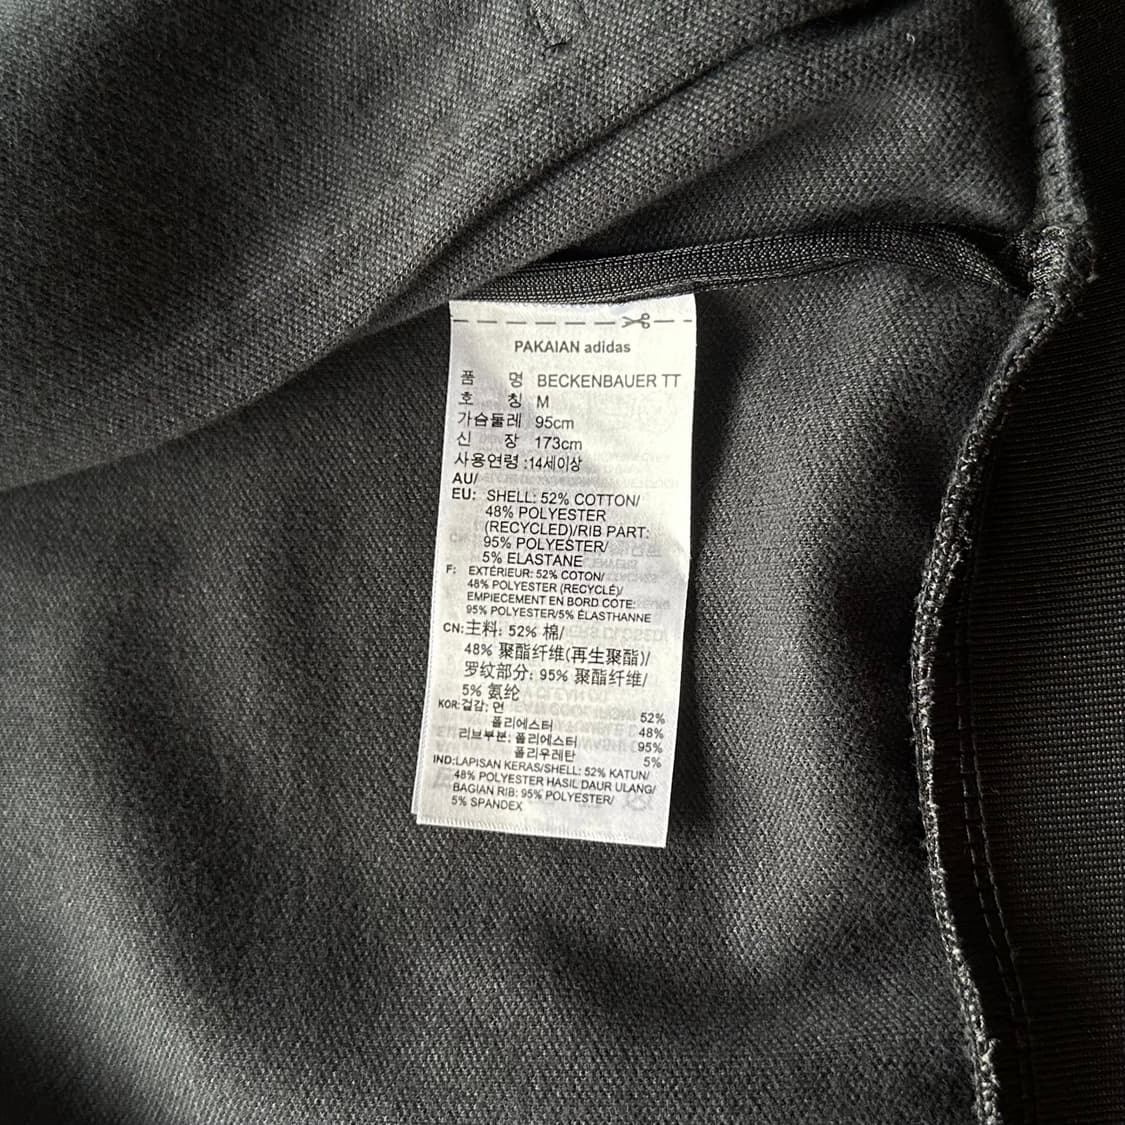 PAKAIAN adidas
품 명 BECKENBAUER TT
호 칭 M
가슴둘레 95cm
신 장 173cm
사용연령 :14세이상
AU/
EU: SHELL: 52% COTTON/
48% POLYESTER
(RECYCLED)/RIB PART:
95% POLYESTER/
5% ELASTANE
F: EXTÉRIEUR: 52% COTON/
48% POLYESTER (RECYCLÉ)/
EMPIECEMENT EN BORD COTE:
95% POLYESTER/5% ÉLASTHANNE
CN:主料: 52% 棉/
48% 聚酯纤维(再生聚酯)/
罗纹部分: 95% 聚酯纤维/
5% 氨纶
KOR:겉감: 면 52%
폴리에스터 48%
리브부분: 폴리에스터 95%
폴리우레탄 5%
IND:LAPISAN KERAS/SHELL: 52% KATUN/
48% POLYESTER HASIL DAUR ULANG/
BAGIAN RIB: 95% POLYESTER/
5% SPANDEX